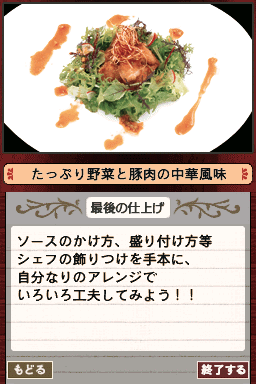 たっぷり野菜と豚肉の中華風味
最後の仕上げ
ソースのかけ方、盛り付け方等
シェフの飾りつけを手本に、
自分なりのアレンジで
いろいろ工夫してみよう！！
もどる
終了する